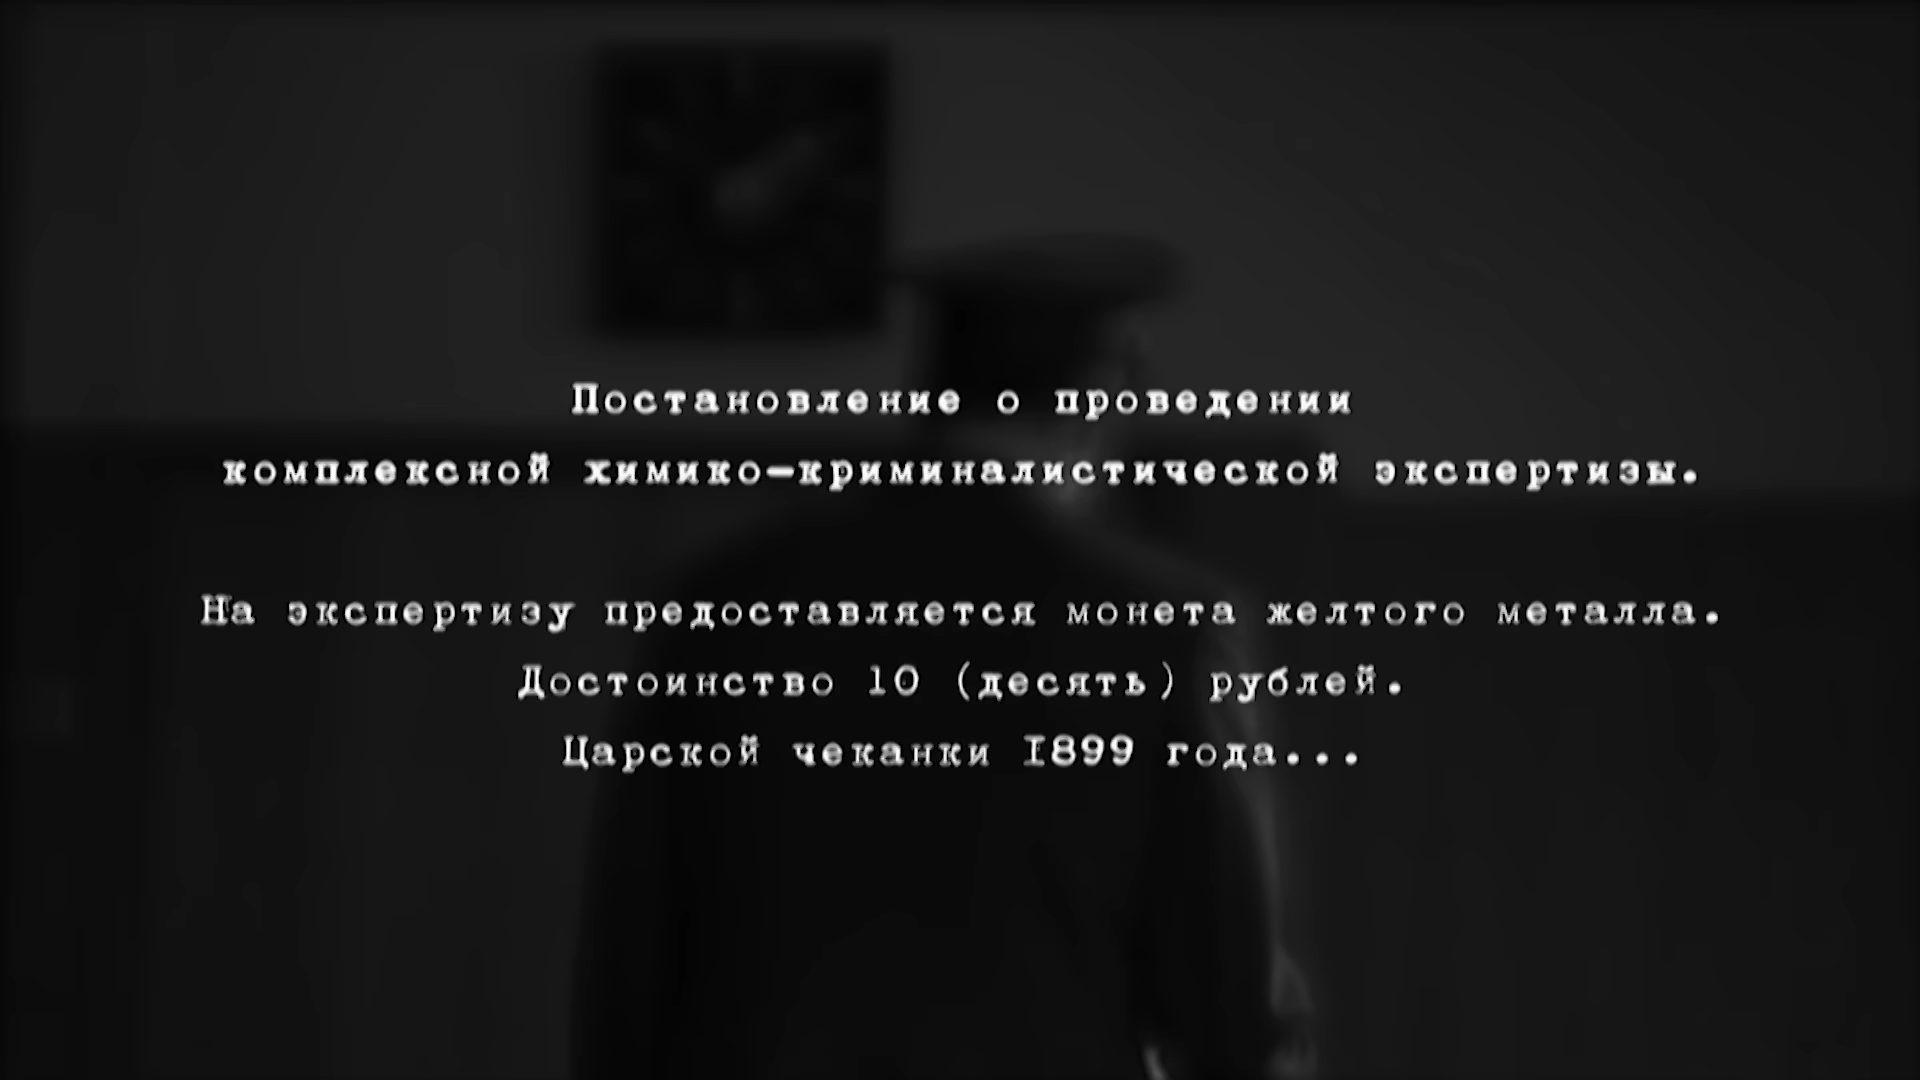 Постановление о проведении
комплексной химико-криминалистической экспертизы.
На экспертизу предоставляется монета желтого металла.
Достоинство 10 (десять) рублей.
Царской чеканки 1899 года...